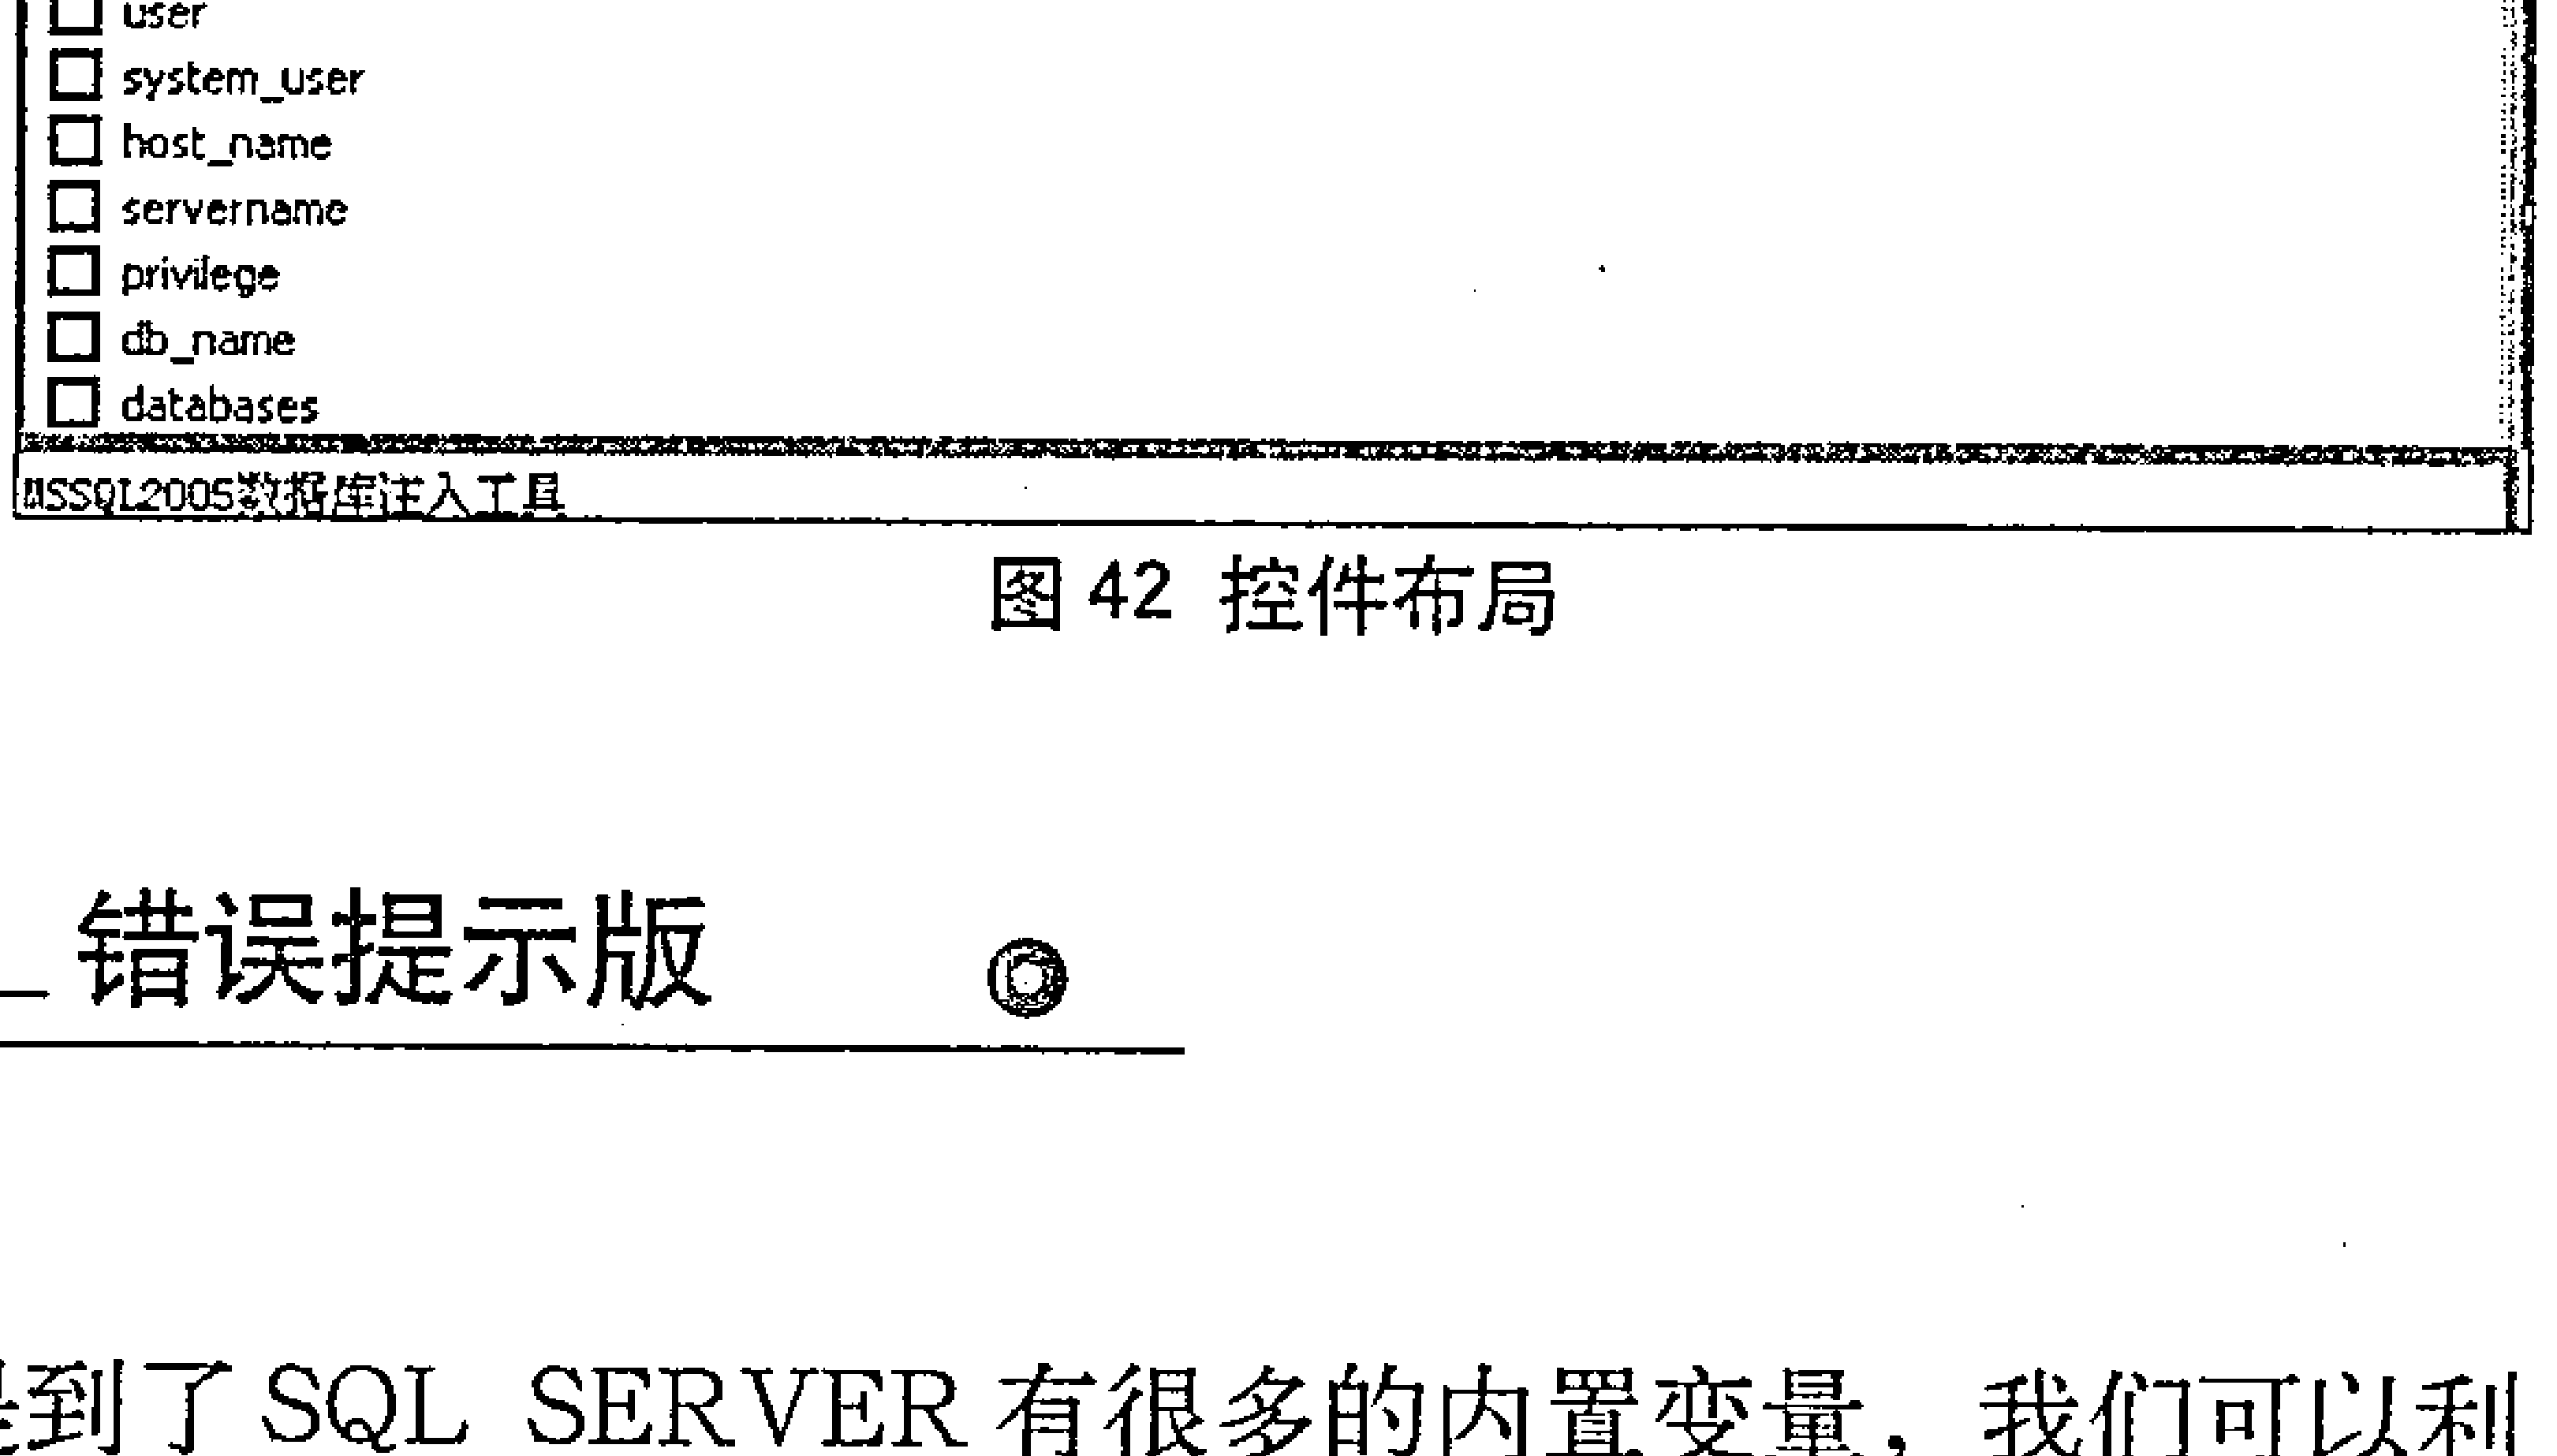 user
system_user
host_name
servername
privilege
db_name
databases
MSSQL2005数据库注入工具
图 42 控件布局
错误提示版
到了 SQL SERVER 有很多的内置变量，我们可以利